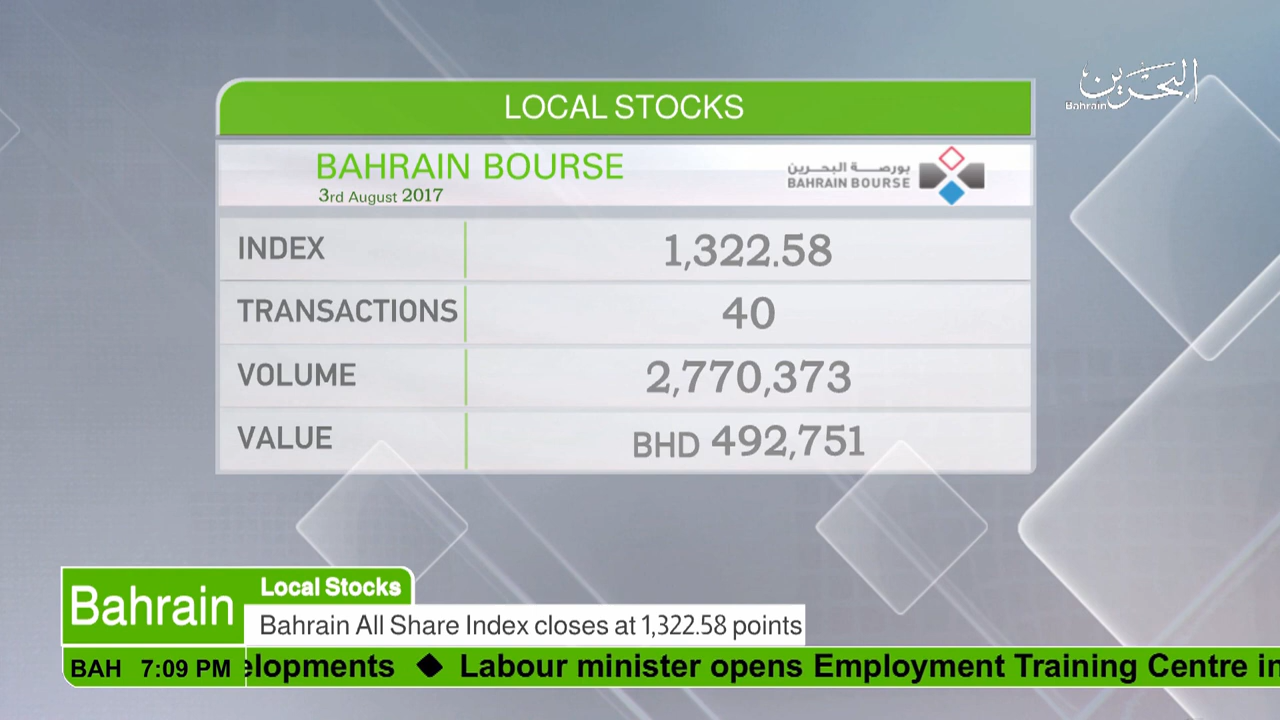 البحرين
Bahrain
LOCAL STOCKS
BAHRAIN BOURSE
3rd August 2017
بورصة البحرين
BAHRAIN BOURSE
INDEX 1,322.58
TRANSACTIONS 40
VOLUME 2,770,373
VALUE BHD 492,751
Bahrain
Local Stocks
Bahrain All Share Index closes at 1,322.58 points
BAH 7:09 PM elopments ◆ Labour minister opens Employment Training Centre in